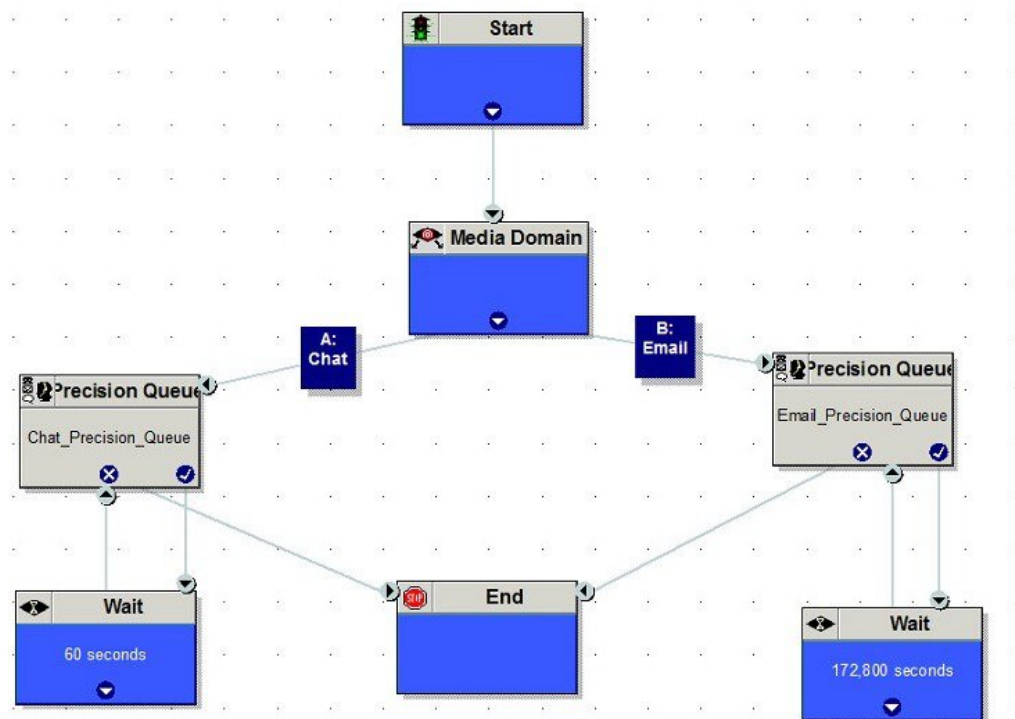 Start
Media Domain
A:
Chat
B:
Email
Precision Queue
Chat_Precision_Queue
Precision Queue
Email_Precision_Queue
Wait
60 seconds
STOP
End
Wait
172,800 seconds